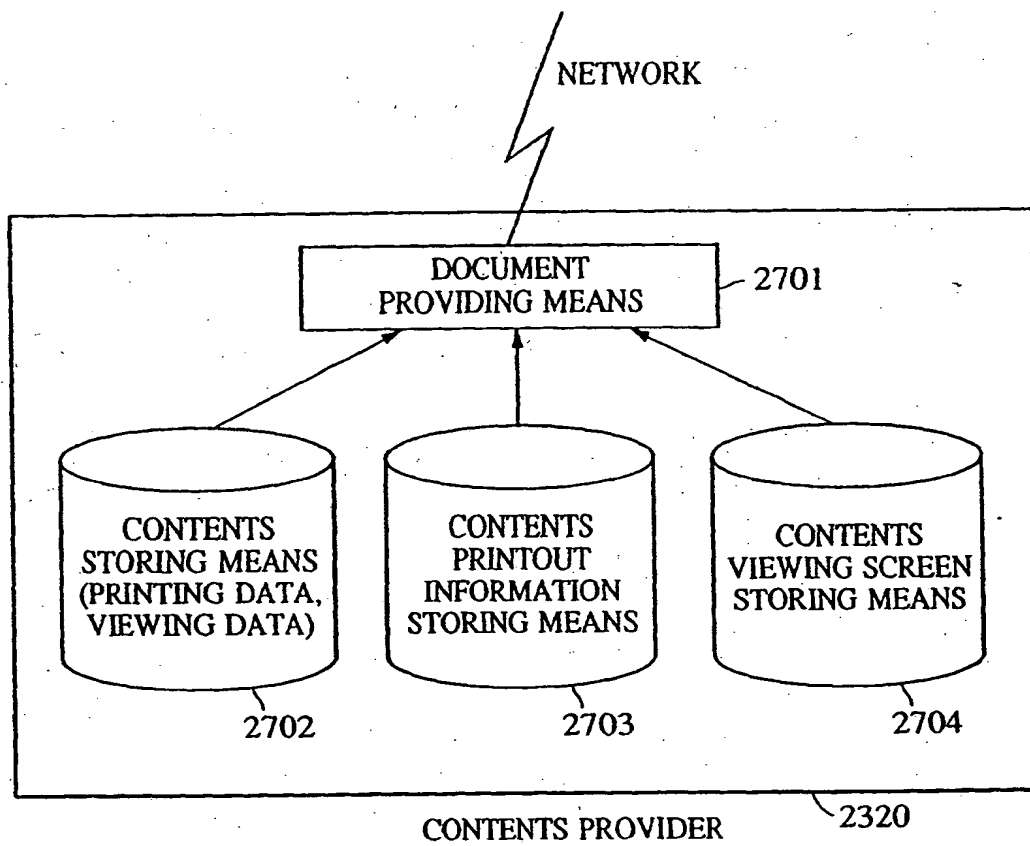 NETWORK
DOCUMENT
PROVIDING MEANS
2701
CONTENTS
STORING MEANS
(PRINTING DATA,
VIEWING DATA)
2702
CONTENTS
PRINTOUT
INFORMATION
STORING MEANS
2703
CONTENTS
VIEWING SCREEN
STORING MEANS
2704
2320
CONTENTS PROVIDER